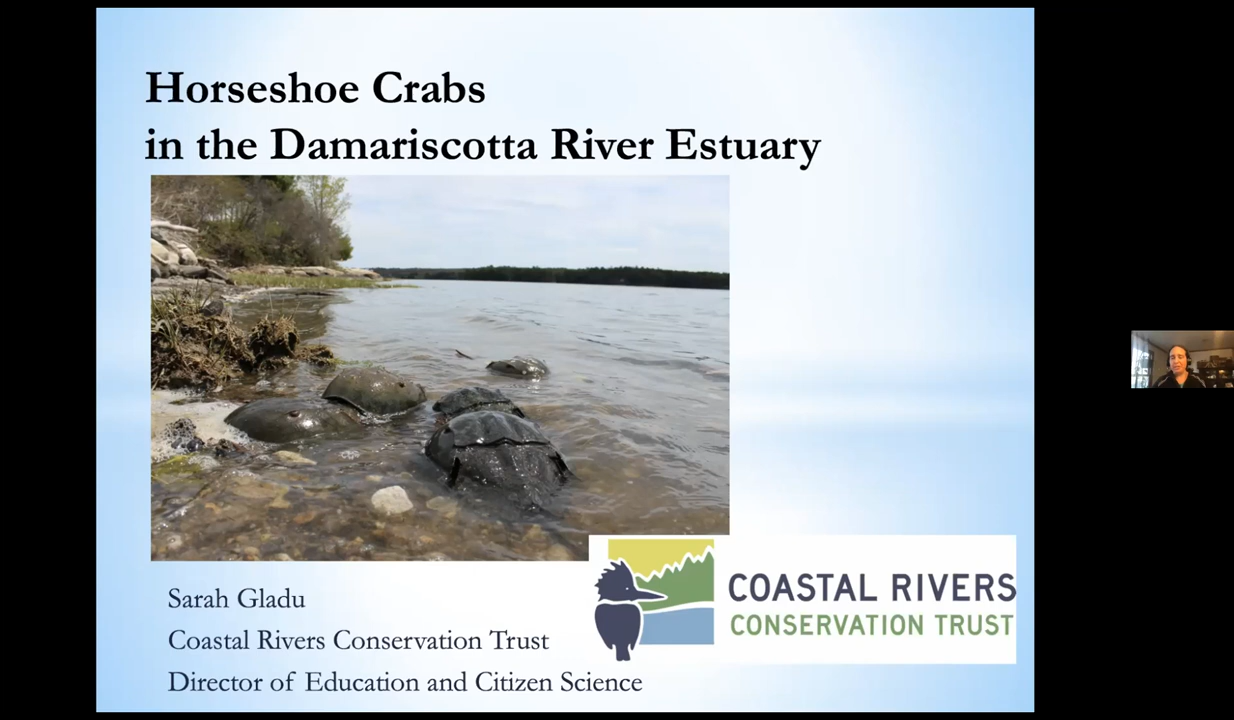 Horseshoe Crabs
in the Damariscotta River Estuary
COASTAL RIVERS
CONSERVATION TRUST
Sarah Gladu
Coastal Rivers Conservation Trust
Director of Education and Citizen Science